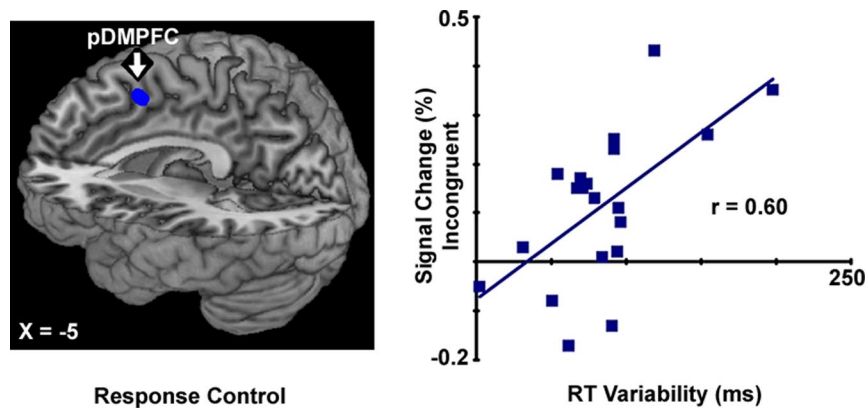 pDMPFC
X = -5
Response Control
0.5
Signal Change (%)
Incongruent
r = 0.60
250
-0.2
RT Variability (ms)